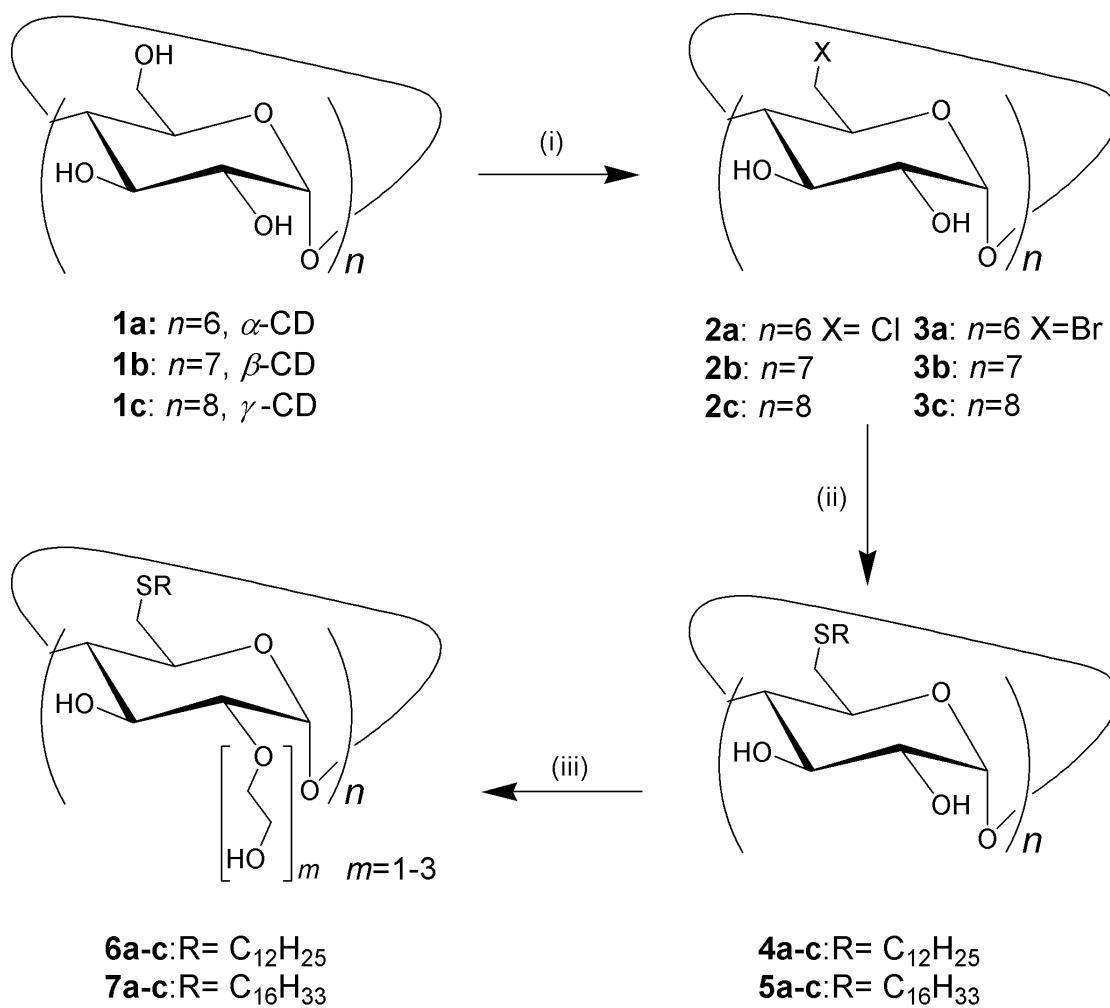 OH
O
HO
OH
O
n
1a: n=6, α-CD
1b: n=7, β-CD
1c: n=8, γ-CD
(i)
X
O
HO
OH
O
n
2a: n=6 X= Cl 3a: n=6 X=Br
2b: n=7 3b: n=7
2c: n=8 3c: n=8
(ii)
SR
O
HO
OH
O
n
4a-c:R= C₁₂H₂₅
5a-c:R= C₁₆H₃₃
(iii)
SR
O
HO
O
O
n
HO
m m=1-3
6a-c:R= C₁₂H₂₅
7a-c:R= C₁₆H₃₃